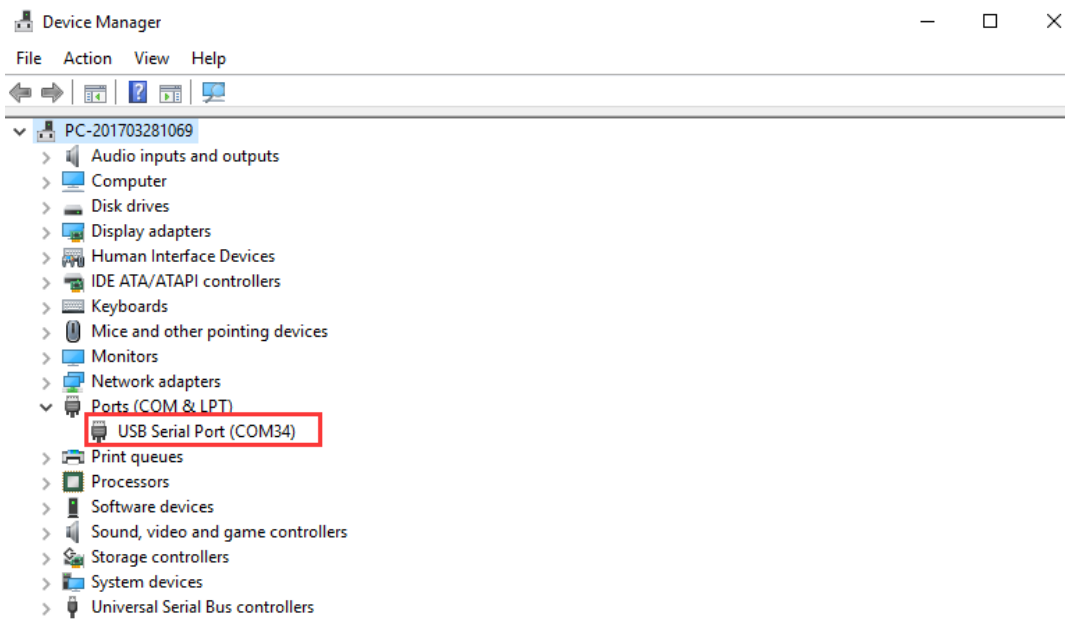 Device Manager
File Action View Help
PC-201703281069
Audio inputs and outputs
Computer
Disk drives
Display adapters
Human Interface Devices
IDE ATA/ATAPI controllers
Keyboards
Mice and other pointing devices
Monitors
Network adapters
Ports (COM & LPT)
USB Serial Port (COM34)
Print queues
Processors
Software devices
Sound, video and game controllers
Storage controllers
System devices
Universal Serial Bus controllers